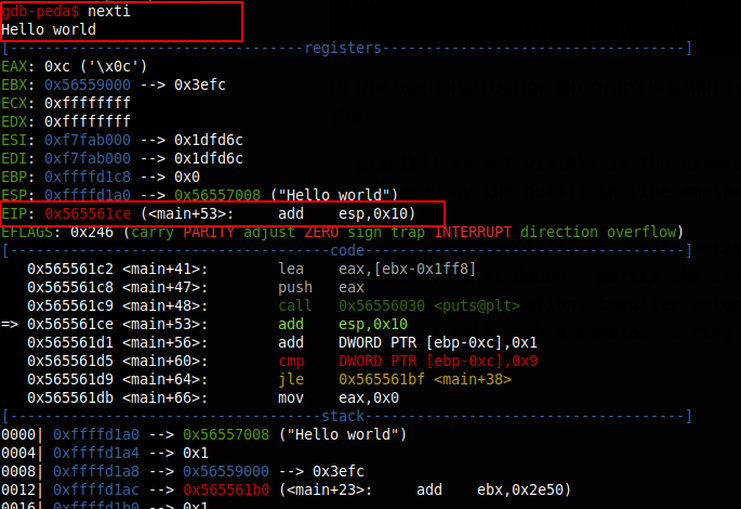 gdb-peda$ nexti
Hello world
[----------------------------------registers-----------------------------------]
EAX: 0xc ('\x0c')
EBX: 0x56559000 --> 0x3efc
ECX: 0xffffffff
EDX: 0xffffffff
ESI: 0xf7fab000 --> 0x1dfd6c
EDI: 0xf7fab000 --> 0x1dfd6c
EBP: 0xffffd1c8 --> 0x0
ESP: 0xffffd1a0 --> 0x56557008 ("Hello world")
EIP: 0x565561ce (<main+53>:	add    esp,0x10)
EFLAGS: 0x246 (carry PARITY adjust ZERO sign trap INTERRUPT direction overflow)
[-------------------------------------code-------------------------------------]
   0x565561c2 <main+41>:	lea    eax,[ebx-0x1ff8]
   0x565561c8 <main+47>:	push   eax
   0x565561c9 <main+48>:	call   0x56556030 <puts@plt>
=> 0x565561ce <main+53>:	add    esp,0x10
   0x565561d1 <main+56>:	add    DWORD PTR [ebp-0xc],0x1
   0x565561d5 <main+60>:	cmp    DWORD PTR [ebp-0xc],0x9
   0x565561d9 <main+64>:	jle    0x565561bf <main+38>
   0x565561db <main+66>:	mov    eax,0x0
[------------------------------------stack-------------------------------------]
0000| 0xffffd1a0 --> 0x56557008 ("Hello world")
0004| 0xffffd1a4 --> 0x1
0008| 0xffffd1a8 --> 0x56559000 --> 0x3efc
0012| 0xffffd1ac --> 0x565561b0 (<main+23>:	add    ebx,0x2e50)
0016| 0xffffd1b0 --> 0x1